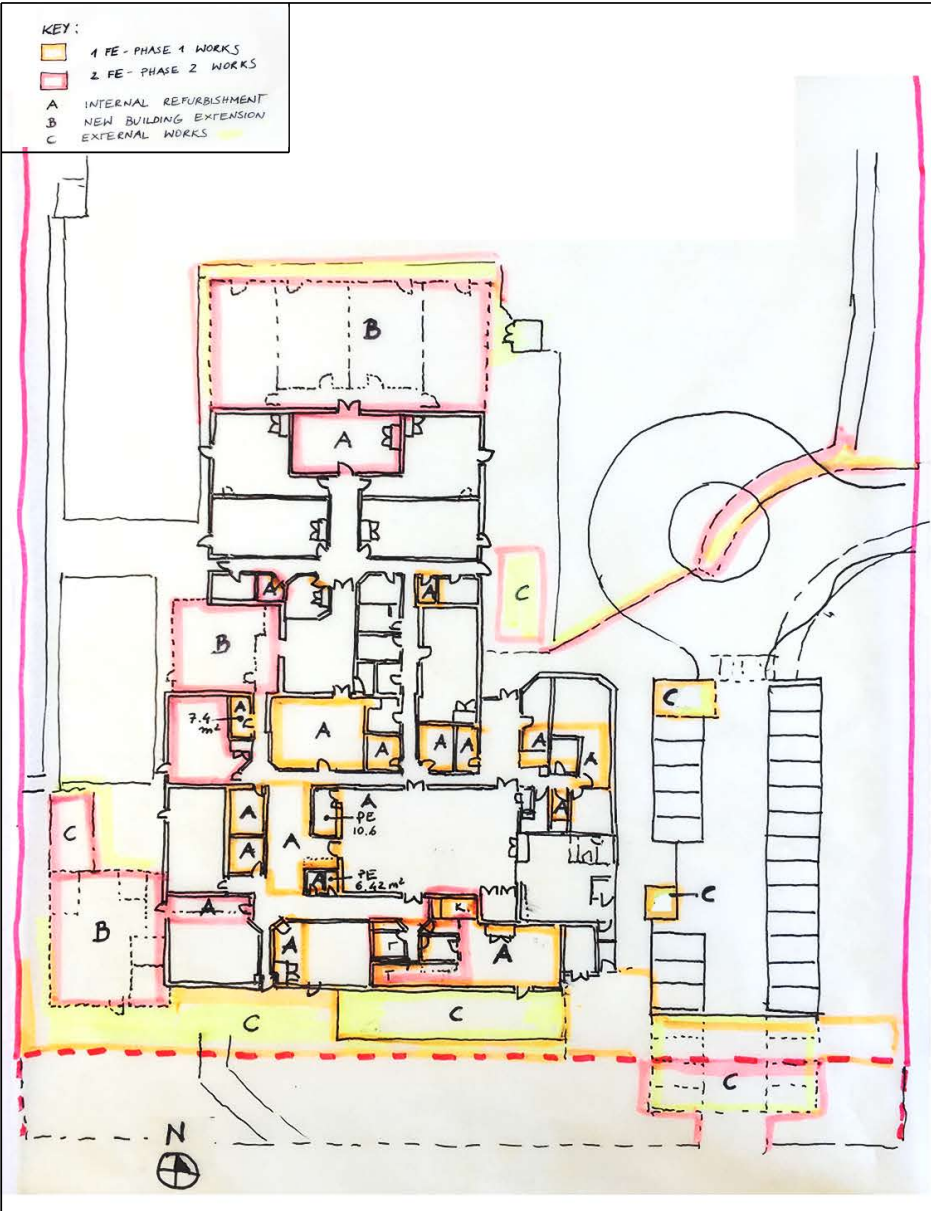 KEY:
1 FE - PHASE 1 WORKS
2 FE - PHASE 2 WORKS
A INTERNAL REFURBISHMENT
B NEW BUILDING EXTENSION
C EXTERNAL WORKS
B
A
A
A
C
B
C
7.4
m²
A
C
A
A
A
A
A
A
A
A
A
A
PE
10.6
C
A
A
PE
6.42 m²
C
A
K
B
A
T
A
T
C
C
C
N